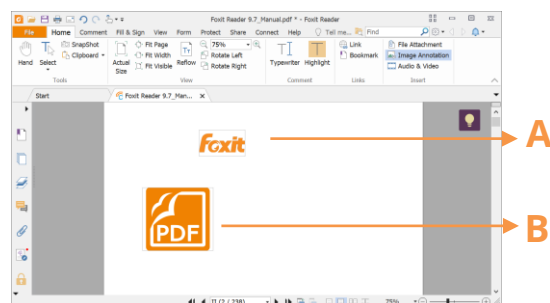 Foxit Reader 9.7_Manual.pdf * - Foxit Reader
File Home Comment Fill & Sign View Form Protect Share Connect Help Tell me... Find
Hand Select SnapShot Clipboard Actual Size Fit Page Fit Width Fit Visible Reflow 75% Rotate Left Rotate Right Typewriter Highlight Link Bookmark File Attachment Image Annotation Audio & Video
Tools View Comment Links Insert
Start Foxit Reader 9.7_Man... X
Foxit
A
PDF
B
II (2 / 238) 75%